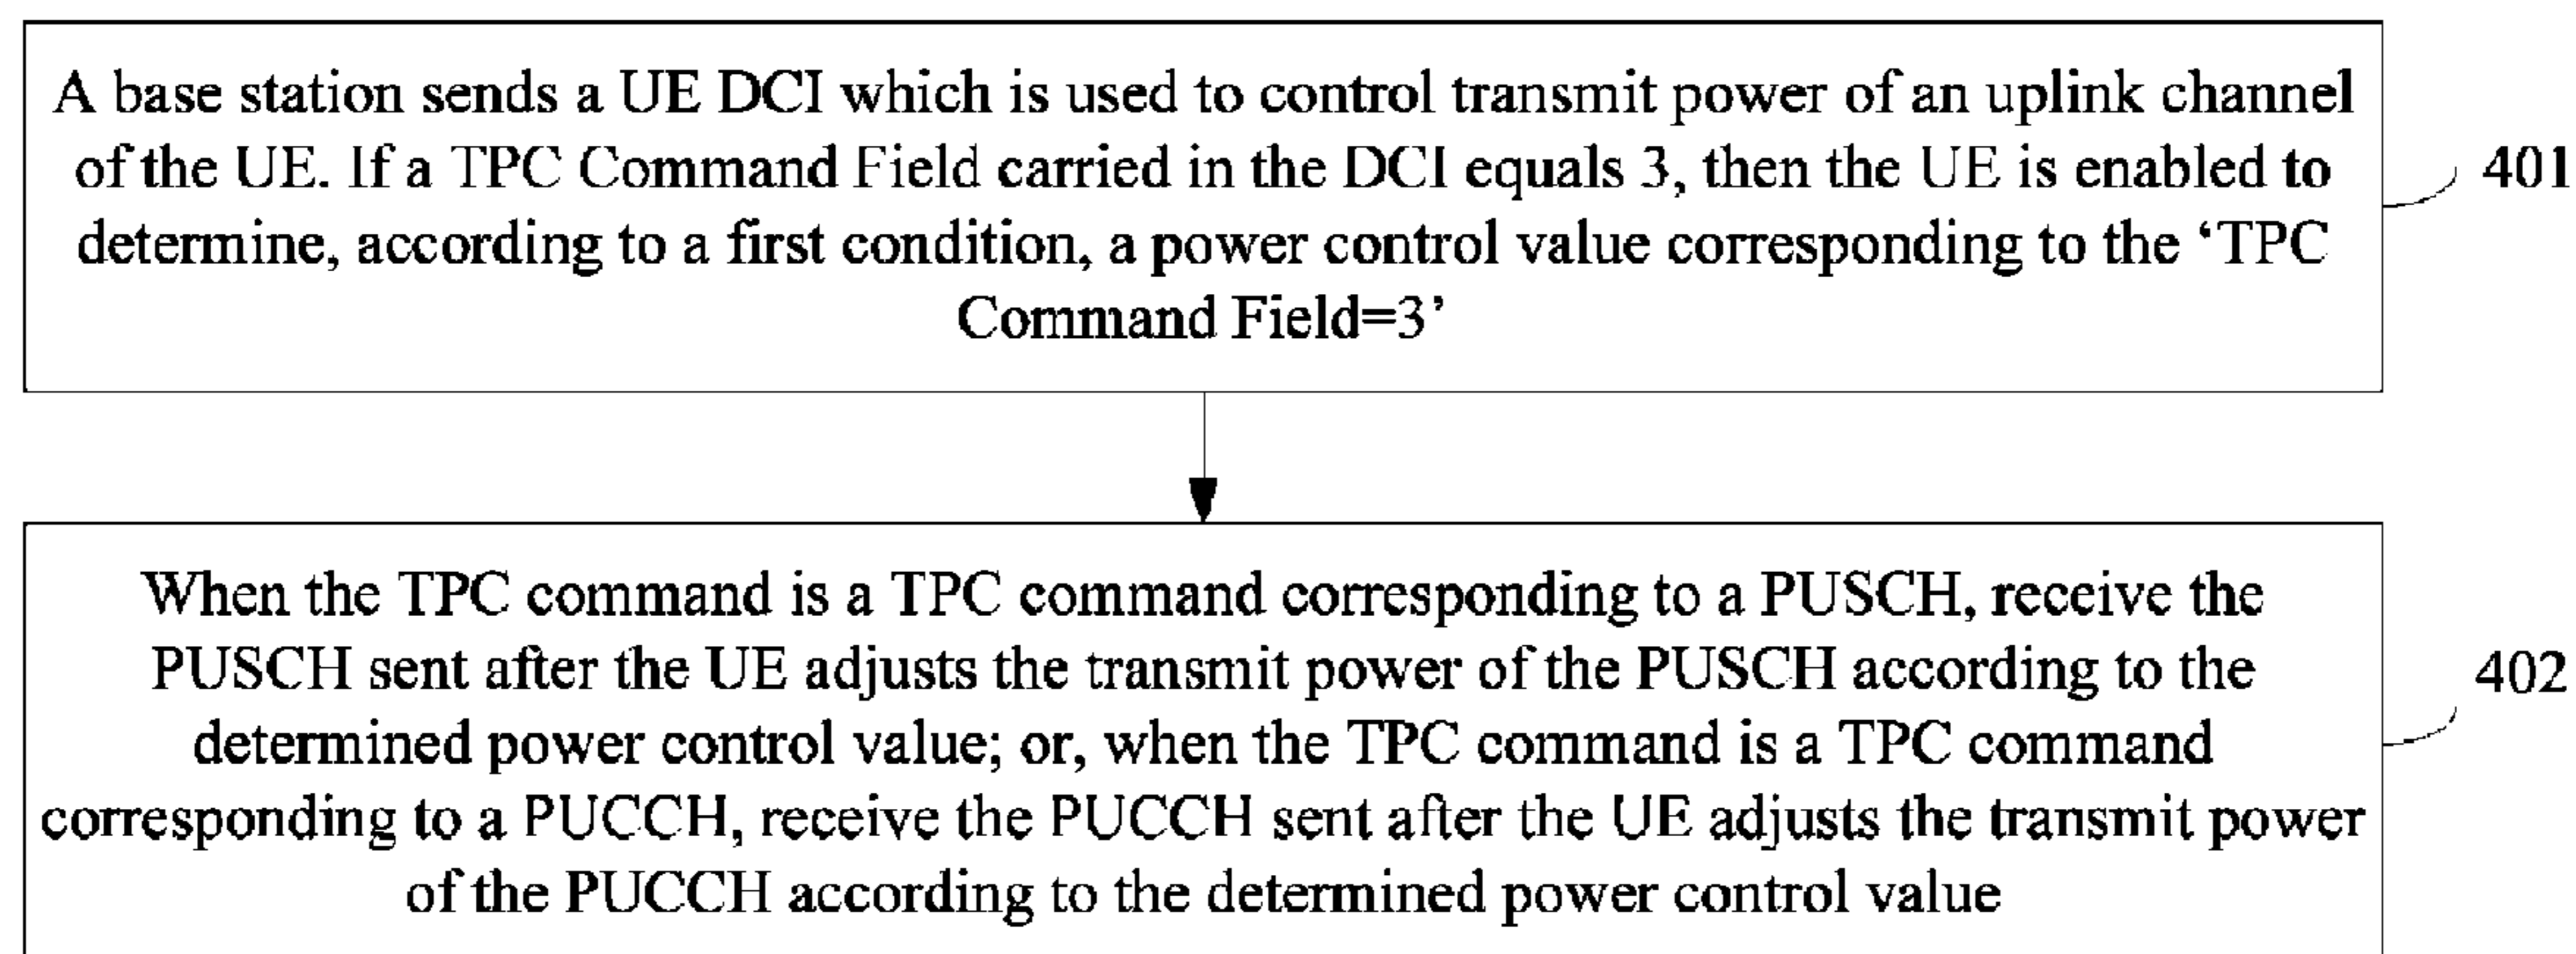 A base station sends a UE DCI which is used to control transmit power of an uplink channel
of the UE. If a TPC Command Field carried in the DCI equals 3, then the UE is enabled to
determine, according to a first condition, a power control value corresponding to the ‘TPC
Command Field=3’
401
When the TPC command is a TPC command corresponding to a PUSCH, receive the
PUSCH sent after the UE adjusts the transmit power of the PUSCH according to the
determined power control value; or, when the TPC command is a TPC command
corresponding to a PUCCH, receive the PUCCH sent after the UE adjusts the transmit power
of the PUCCH according to the determined power control value
402